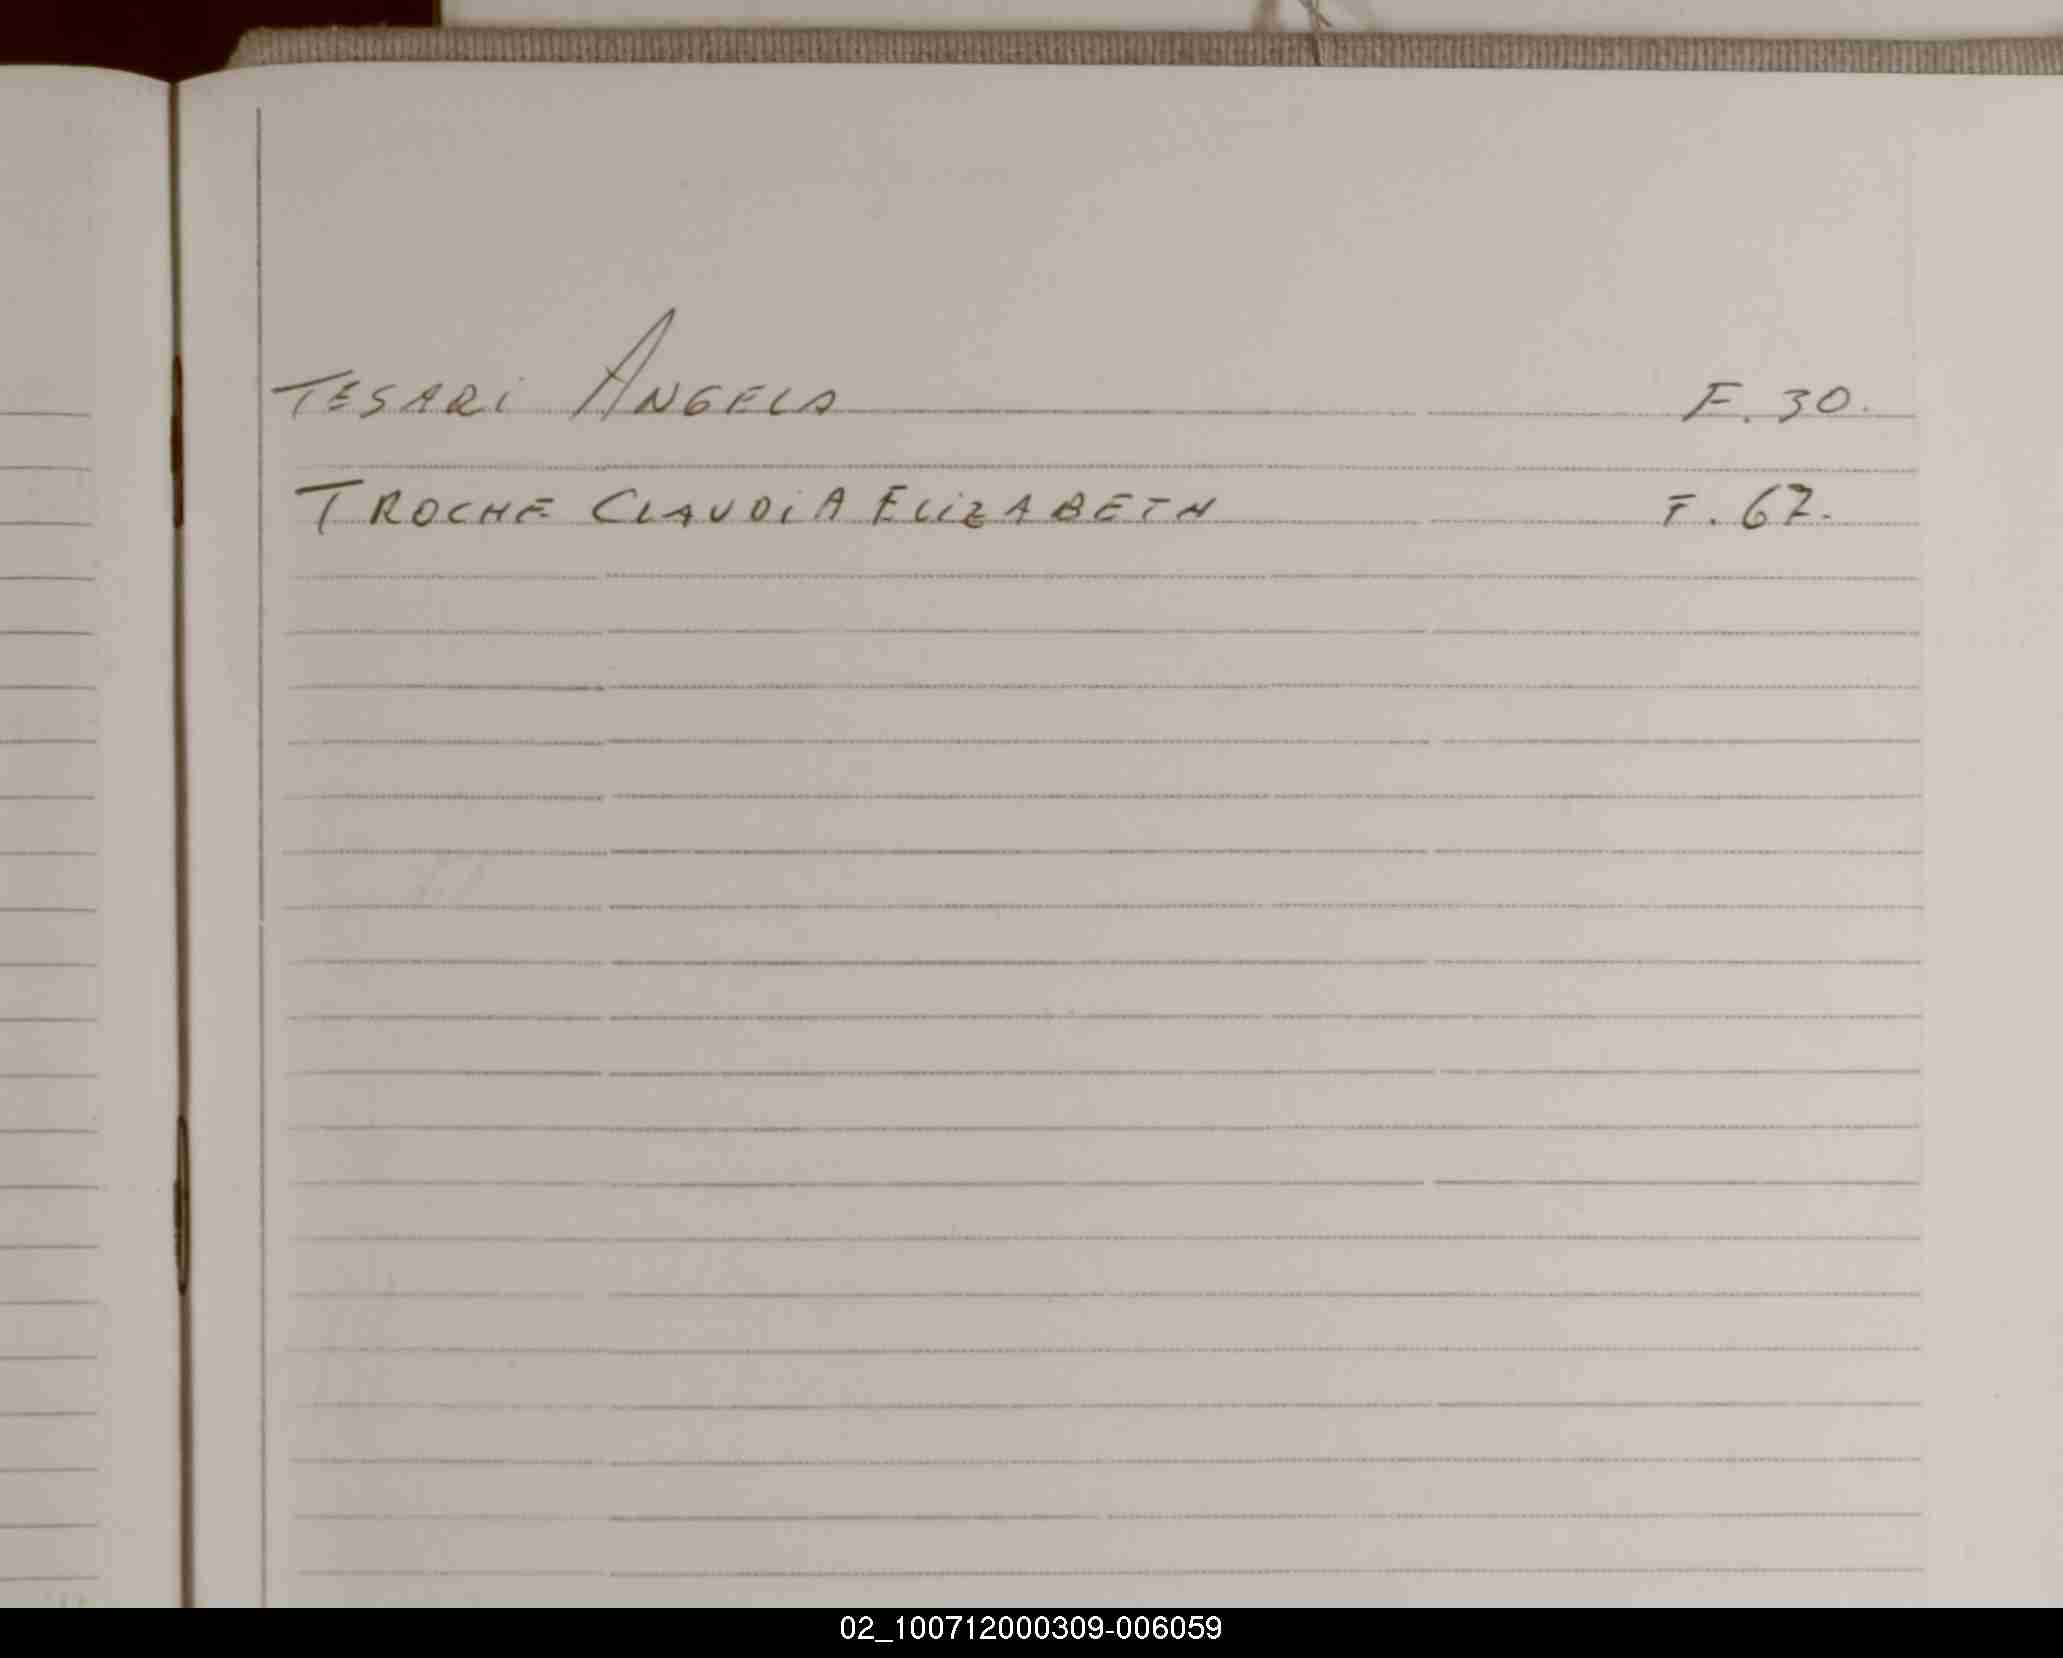 TESARi ANGELA F. 30.
TROCHE CLAUDiA ELiZABETH F. 67.
02_100712000309-006059